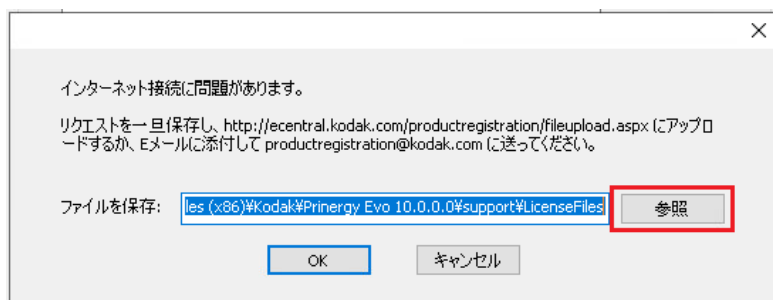 インターネット接続に問題があります。
リクエストを一旦保存し、http://ecentral.kodak.com/productregistration/fileupload.aspx にアップロ
ードするか、Eメールに添付して productregistration@kodak.com に送ってください。
ファイルを保存: les (x86)¥Kodak¥Prinergy Evo 10.0.0.0¥support¥LicenseFiles 参照
OK キャンセル